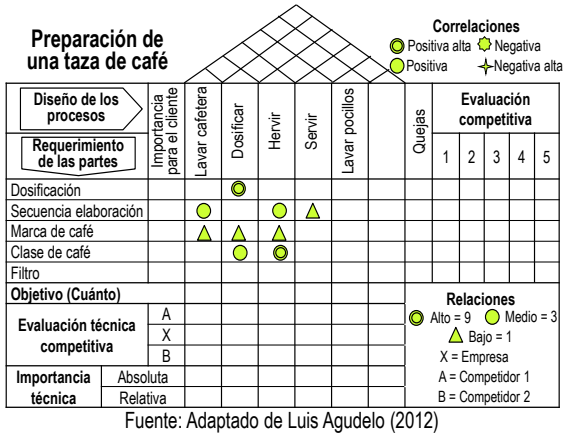 Preparación de
una taza de café
Correlaciones
Positiva alta Negativa
Positiva Negativa alta
Diseño de los
procesos
Requerimiento
de las partes
Importancia
para el cliente
Lavar cafetera
Dosificar
Hervir
Servir
Lavar pocillos
Quejas
Evaluación
competitiva
1 2 3 4 5
Dosificación
Secuencia elaboración
Marca de café
Clase de café
Filtro
Objetivo (Cuánto)
Evaluación técnica
competitiva
A
X
B
Importancia
técnica
Absoluta
Relativa
Relaciones
Alto = 9 Medio = 3
Bajo = 1
X = Empresa
A = Competidor 1
B = Competidor 2
Fuente: Adaptado de Luis Agudelo (2012)